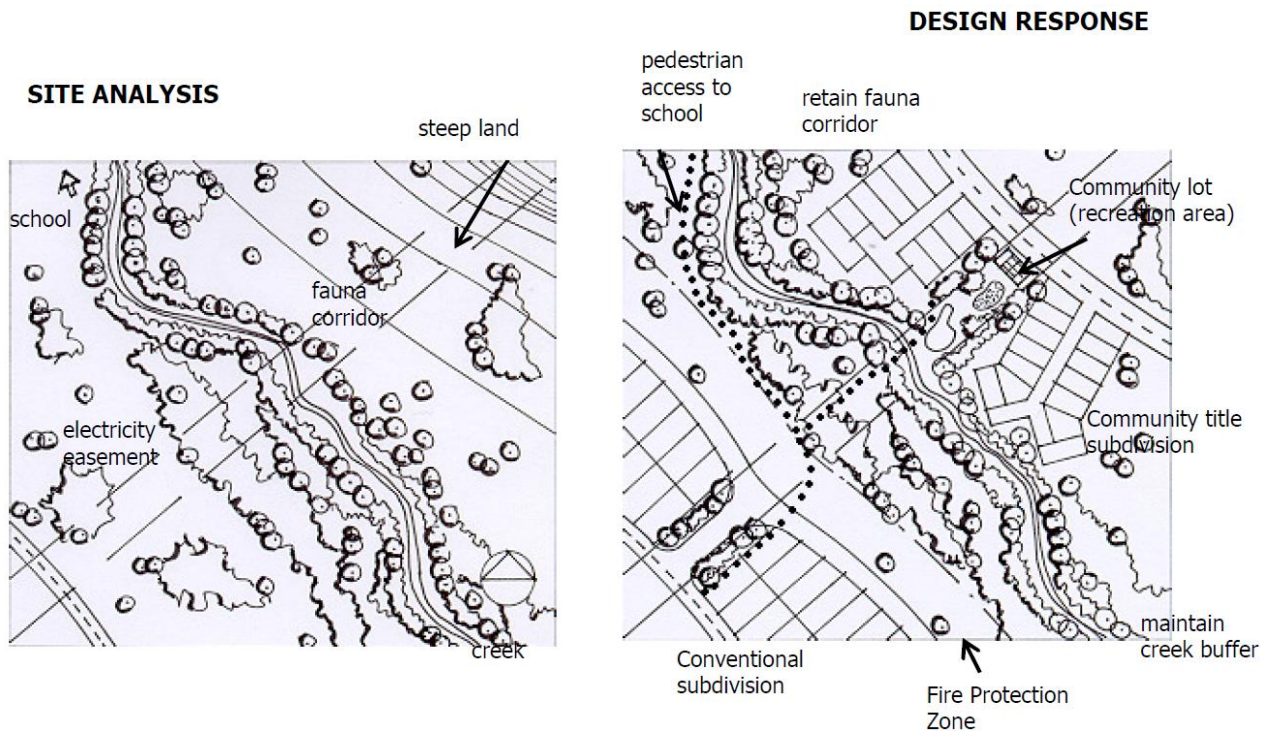 DESIGN RESPONSE
SITE ANALYSIS
steep land
school
fauna
corridor
electricity
easement
creek
pedestrian
access to
school
retain fauna
corridor
Community lot
(recreation area)
Community title
subdivision
maintain
creek buffer
Conventional
subdivision
Fire Protection
Zone